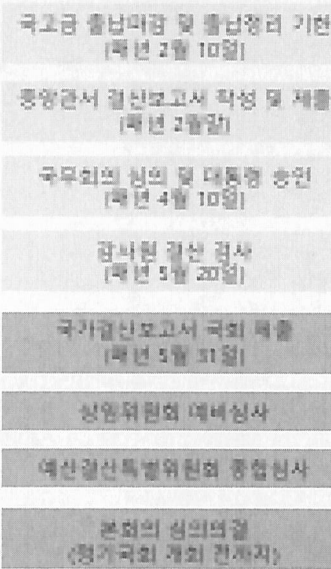 국고금 출납마감 및 출납정리 기한
(매년 2월 10일)
중앙관서 결산보고서 작성 및 제출
(매년 2월말)
국무회의 심의 및 대통령 승인
(매년 4월 10일)
감사원 결산 검사
(매년 5월 20일)
국가결산보고서 국회 제출
(매년 5월 31일)
상임위원회 예비심사
예산결산특별위원회 종합심사
본회의 심의의결
(정기국회 개회 전까지)